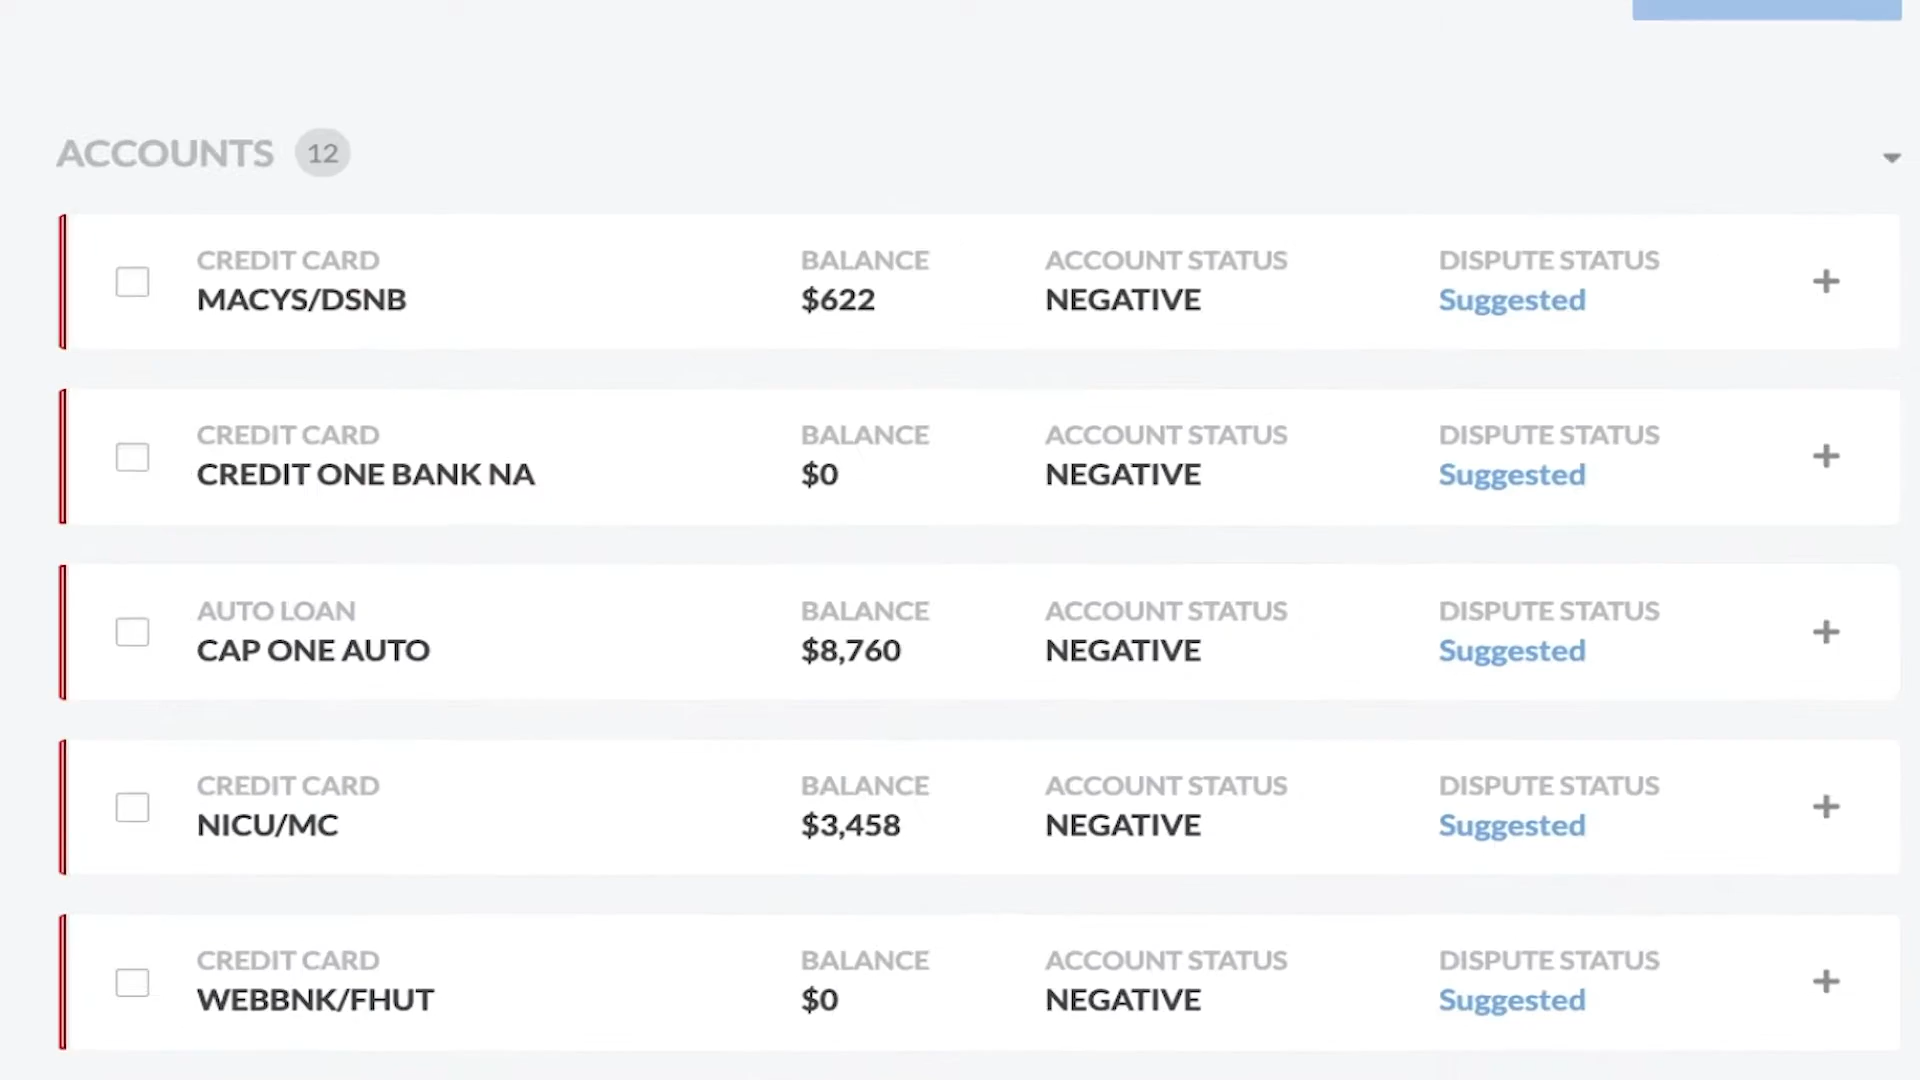 ACCOUNTS 12
CREDIT CARD BALANCE ACCOUNT STATUS DISPUTE STATUS
MACYS/DSNB $622 NEGATIVE Suggested
CREDIT CARD BALANCE ACCOUNT STATUS DISPUTE STATUS
CREDIT ONE BANK NA $0 NEGATIVE Suggested
AUTO LOAN BALANCE ACCOUNT STATUS DISPUTE STATUS
CAP ONE AUTO $8,760 NEGATIVE Suggested
CREDIT CARD BALANCE ACCOUNT STATUS DISPUTE STATUS
NICU/MC $3,458 NEGATIVE Suggested
CREDIT CARD BALANCE ACCOUNT STATUS DISPUTE STATUS
WEBBNK/FHUT $0 NEGATIVE Suggested